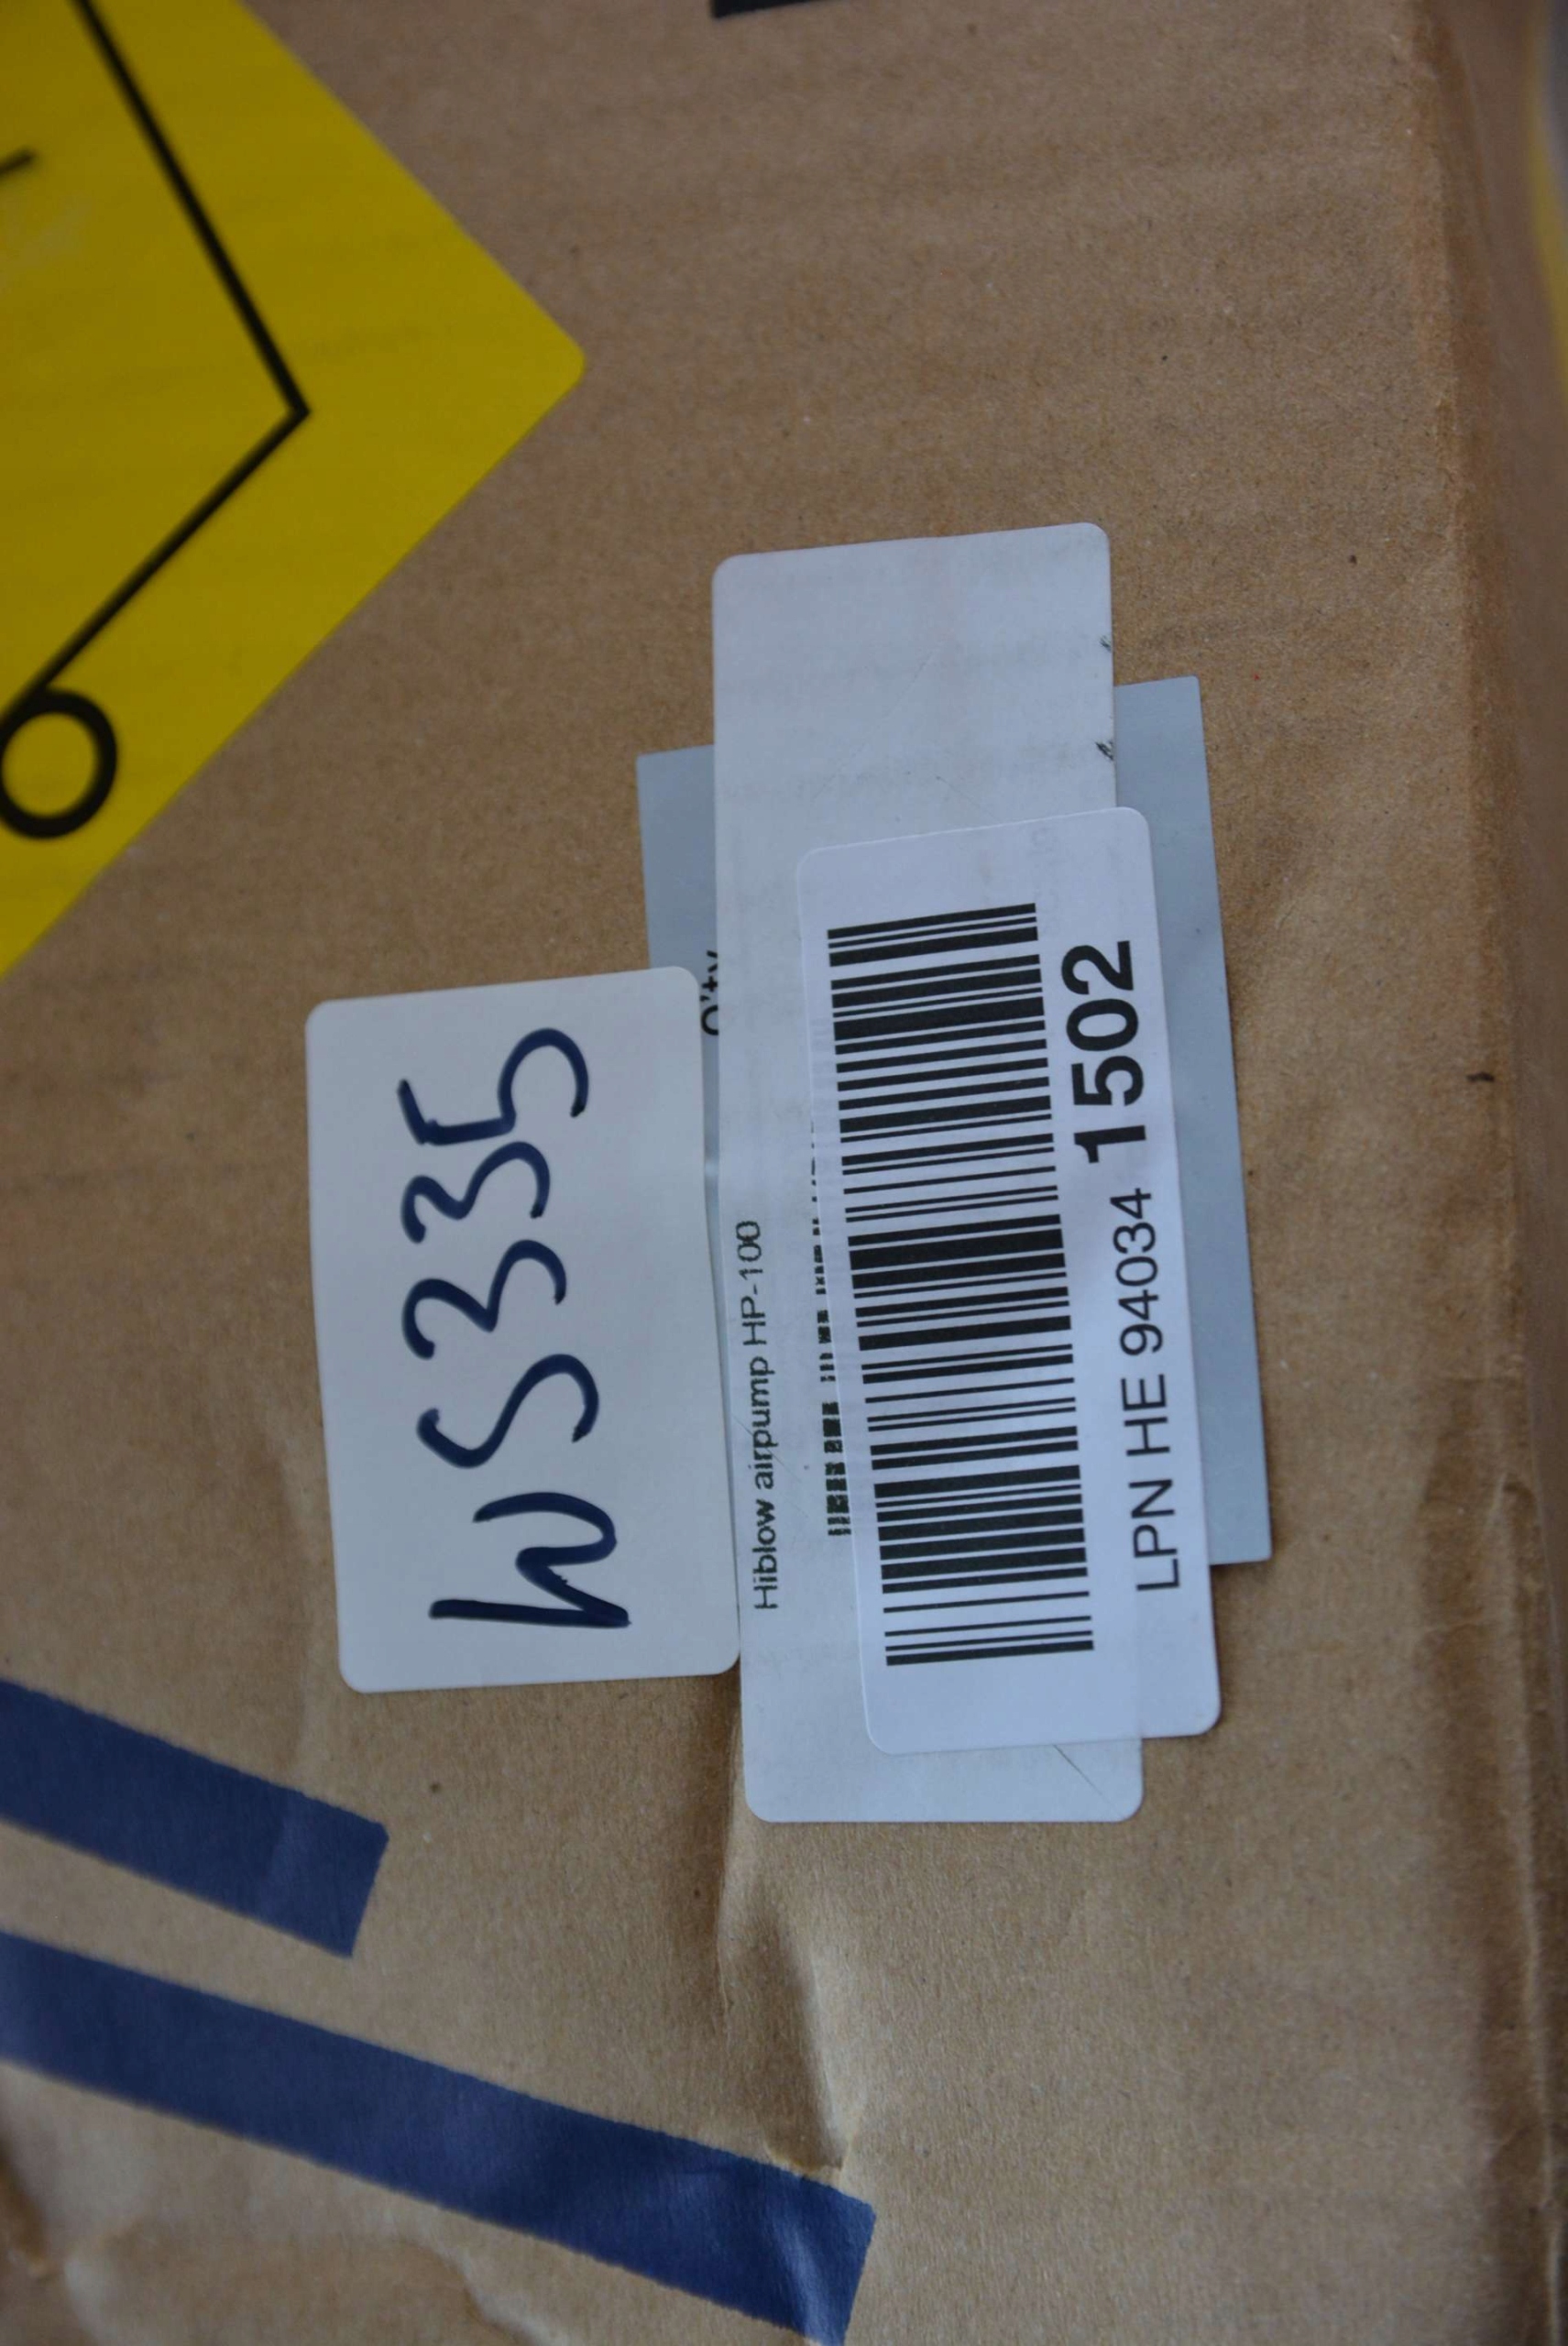 WS335
Q'ty
Hiblow airpump HP-100
LPN HE 94034 1502